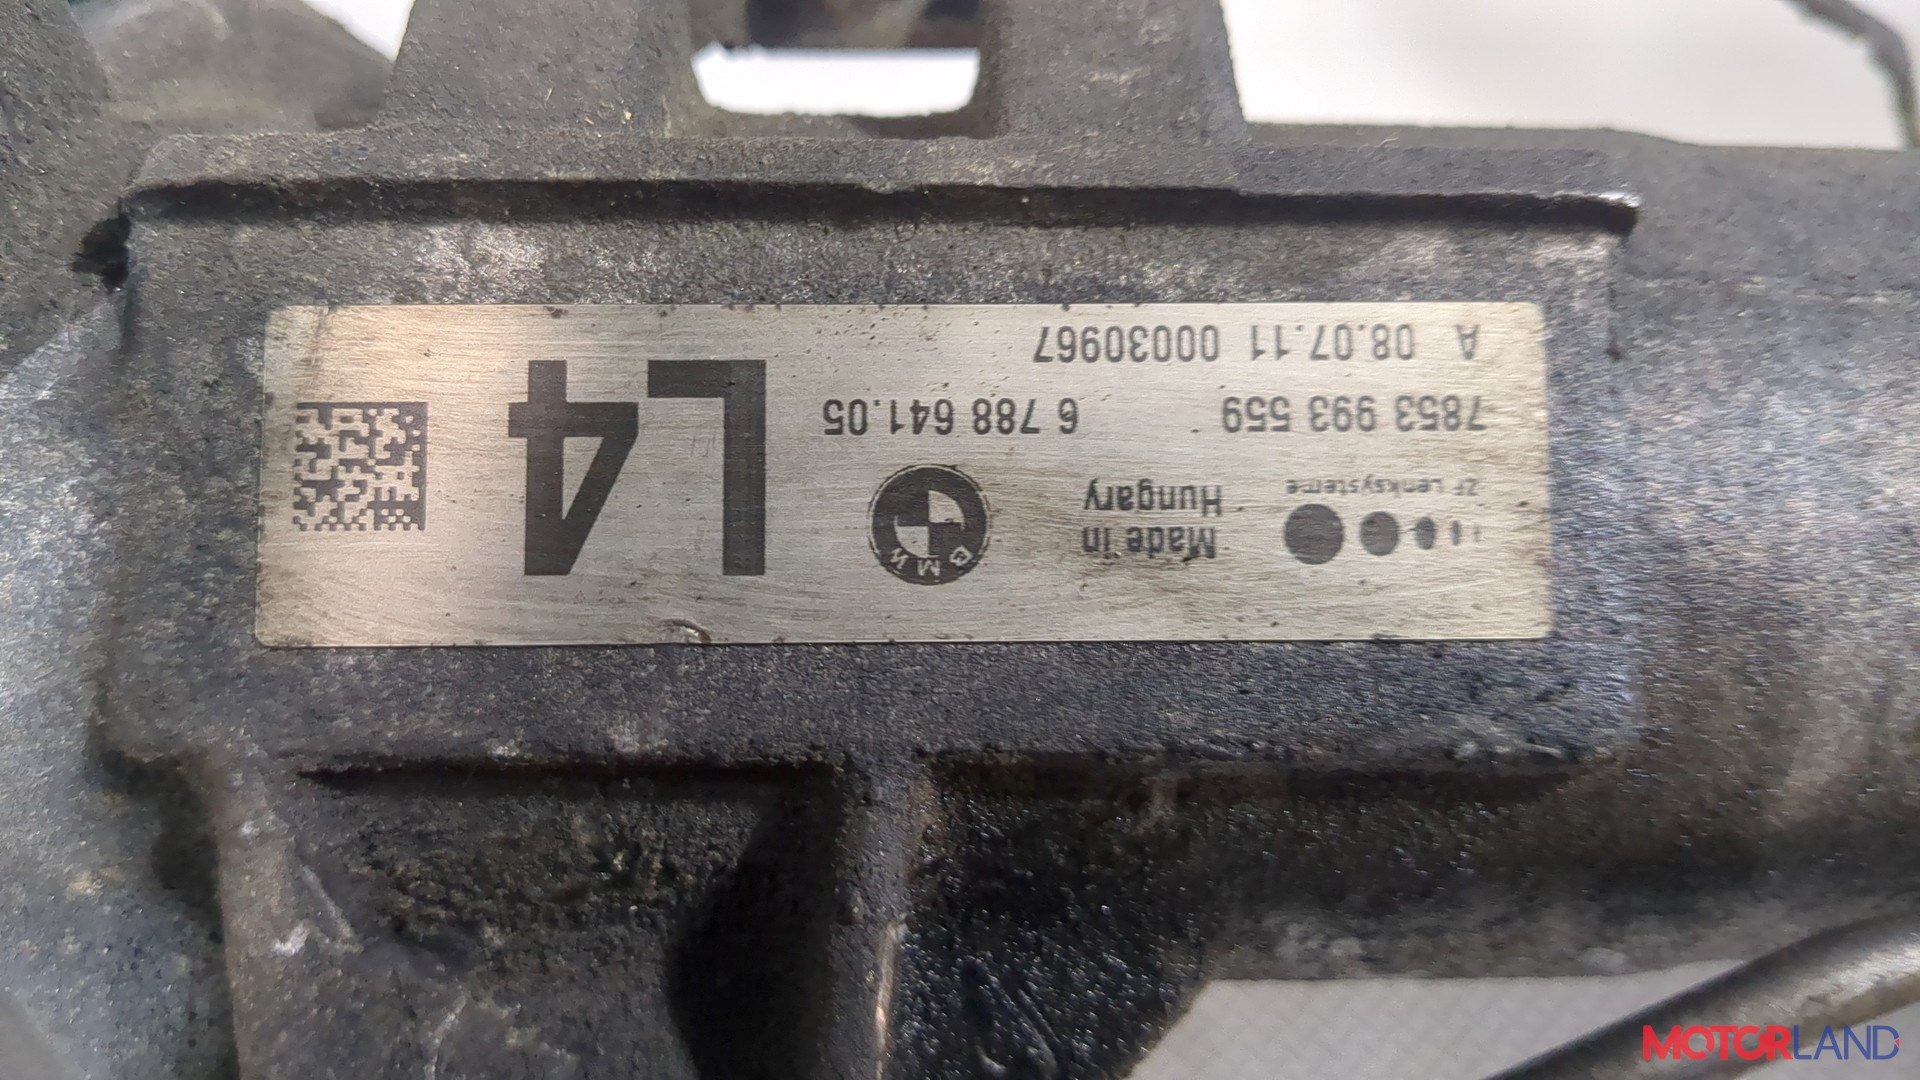 Made in
Hungary
ZF Lenksysteme
BMW
L4
7853 993 559 6 788 641.05
A 08.07.11 00030967
MOTORLAND